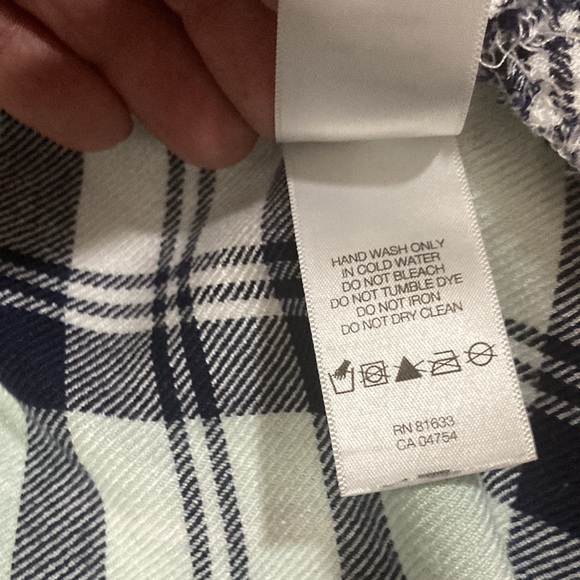 HAND WASH ONLY
IN COLD WATER
DO NOT BLEACH
DO NOT TUMBLE DYE
DO NOT IRON
DO NOT DRY CLEAN
RN 81633
CA 04754